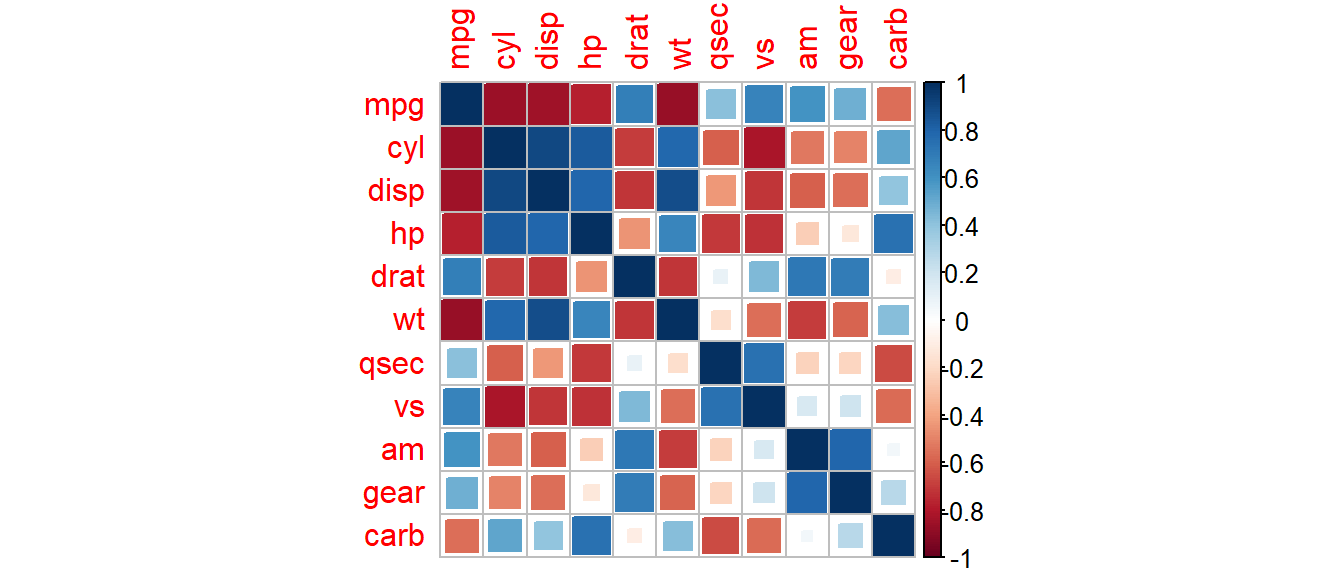 mpg cyl disp hp drat wt qsec vs am gear carb
mpg
cyl
disp
hp
drat
wt
qsec
vs
am
gear
carb
1
0.8
0.6
0.4
0.2
0
-0.2
-0.4
-0.6
-0.8
-1